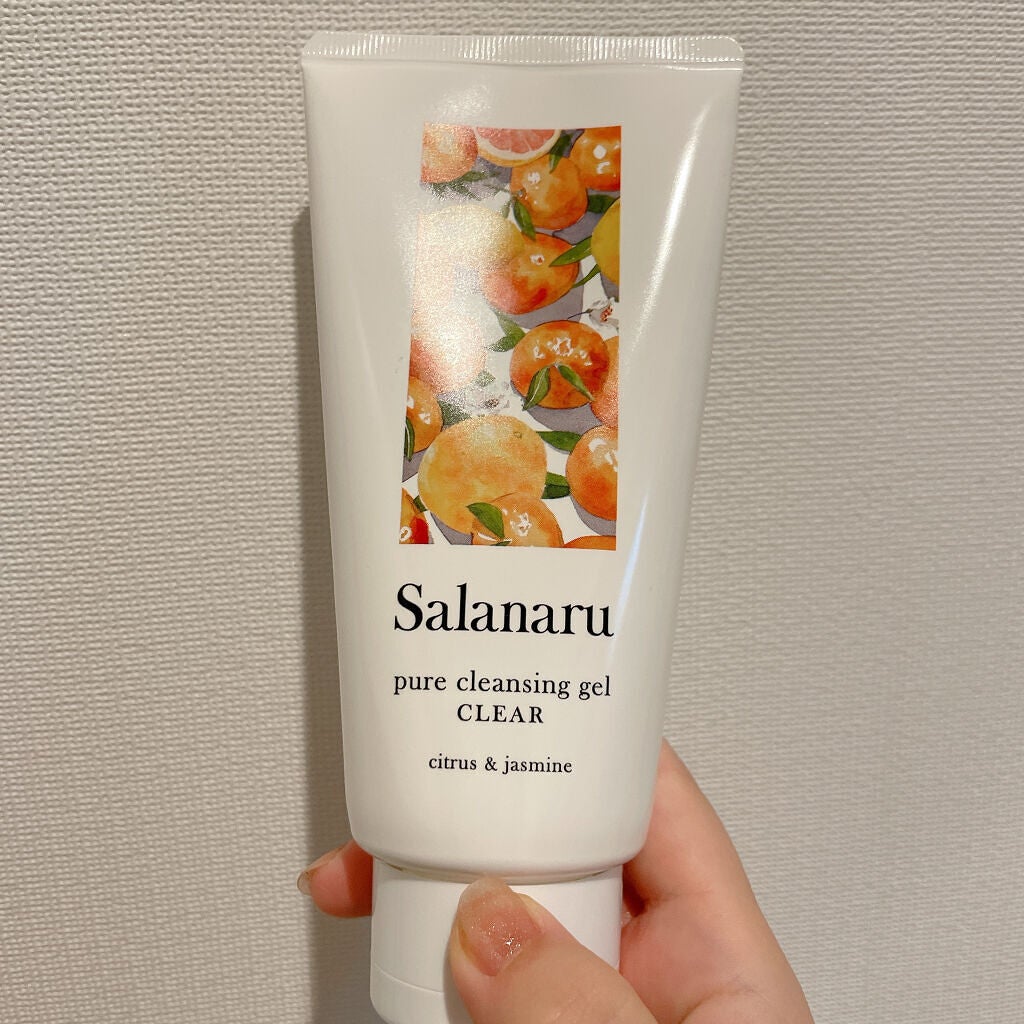 Salanaru
pure cleansing gel
CLEAR
citrus & jasmine